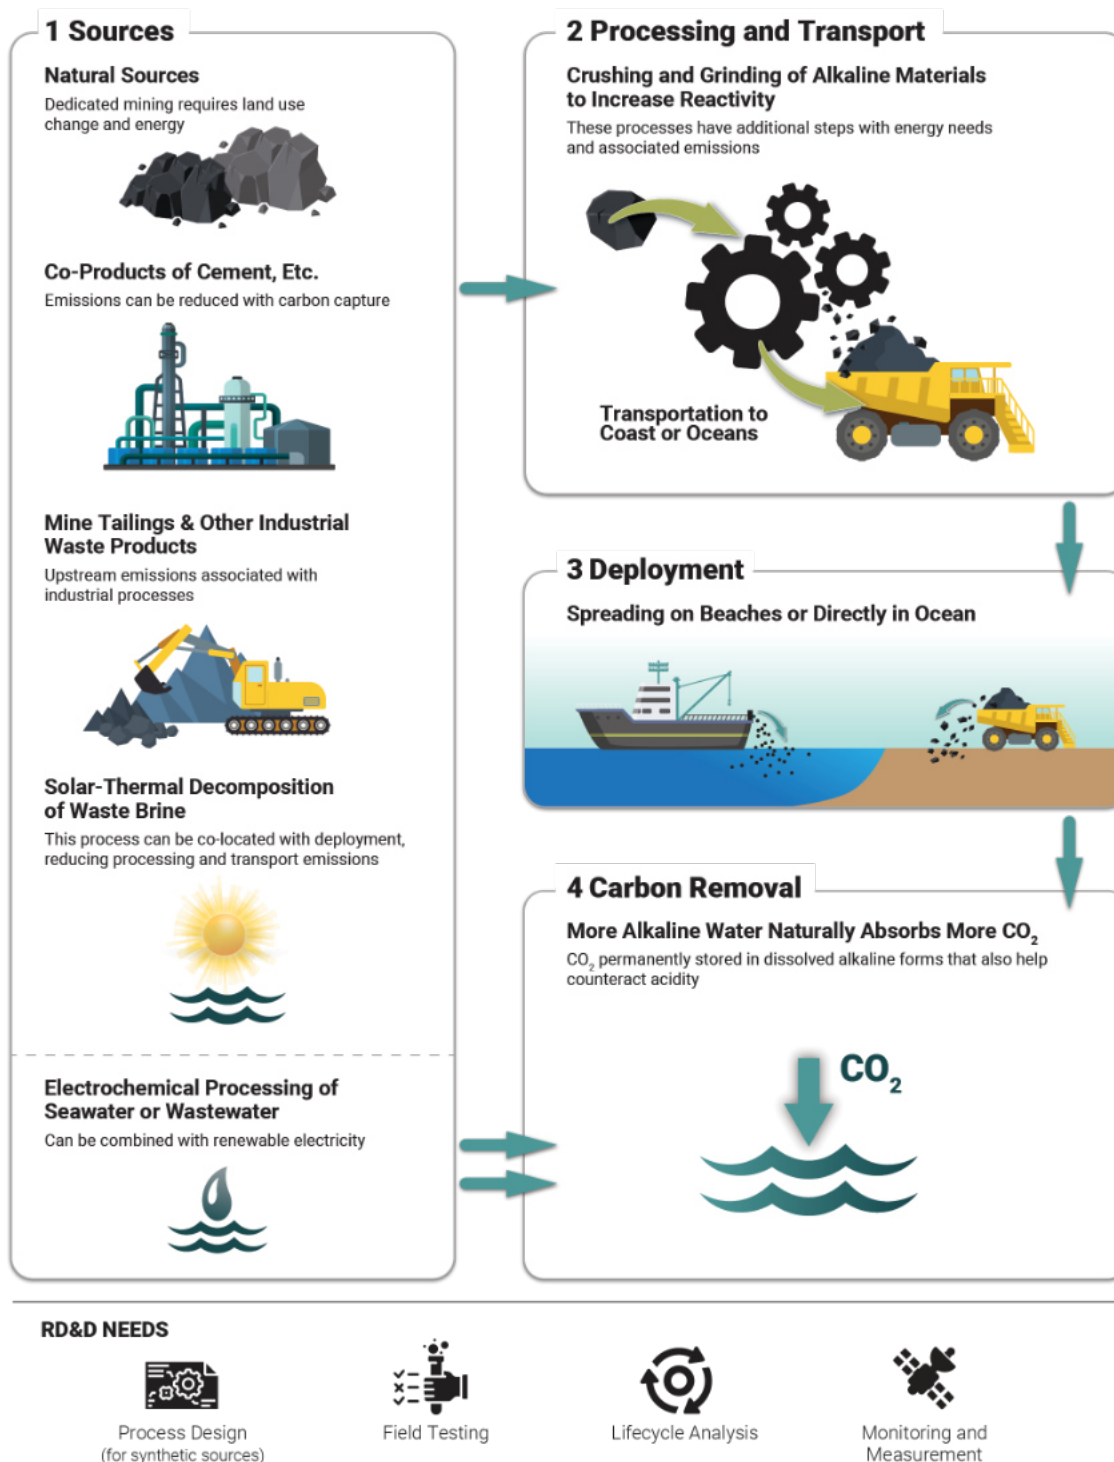 1 Sources
Natural Sources
Dedicated mining requires land use
change and energy
Co-Products of Cement, Etc.
Emissions can be reduced with carbon capture
Mine Tailings & Other Industrial
Waste Products
Upstream emissions associated with
industrial processes
Solar-Thermal Decomposition
of Waste Brine
This process can be co-located with deployment,
reducing processing and transport emissions
Electrochemical Processing of
Seawater or Wastewater
Can be combined with renewable electricity
2 Processing and Transport
Crushing and Grinding of Alkaline Materials
to Increase Reactivity
These processes have additional steps with energy needs
and associated emissions
Transportation to
Coast or Oceans
3 Deployment
Spreading on Beaches or Directly in Ocean
4 Carbon Removal
More Alkaline Water Naturally Absorbs More CO₂
CO₂ permanently stored in dissolved alkaline forms that also help
counteract acidity
CO₂
RD&D NEEDS
Process Design
(for synthetic sources)
Field Testing
Lifecycle Analysis
Monitoring and
Measurement